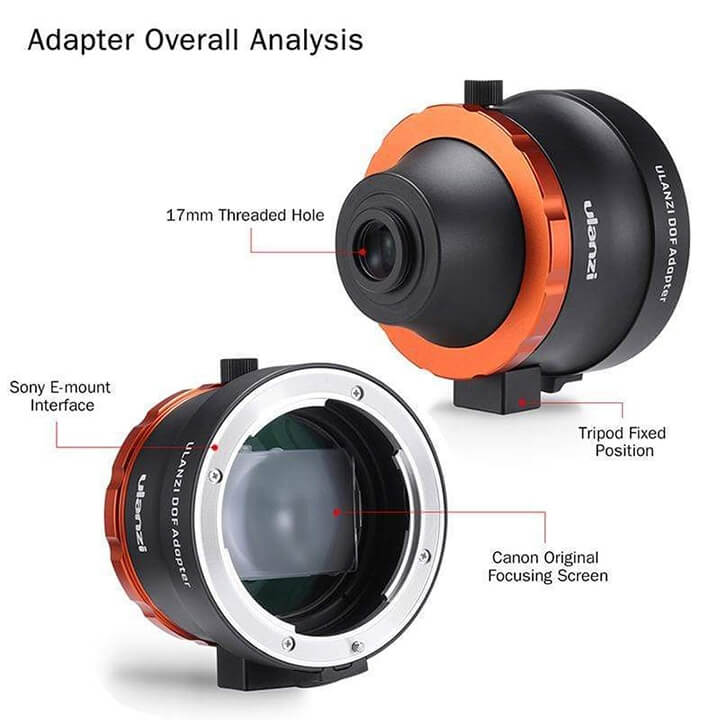 Adapter Overall Analysis
17mm Threaded Hole
ulanzi
ULANZI DOF Adapter
Sony E-mount
Interface
Tripod Fixed
Position
ULANZI DOF Adapter
ulanzi
Canon Original
Focusing Screen